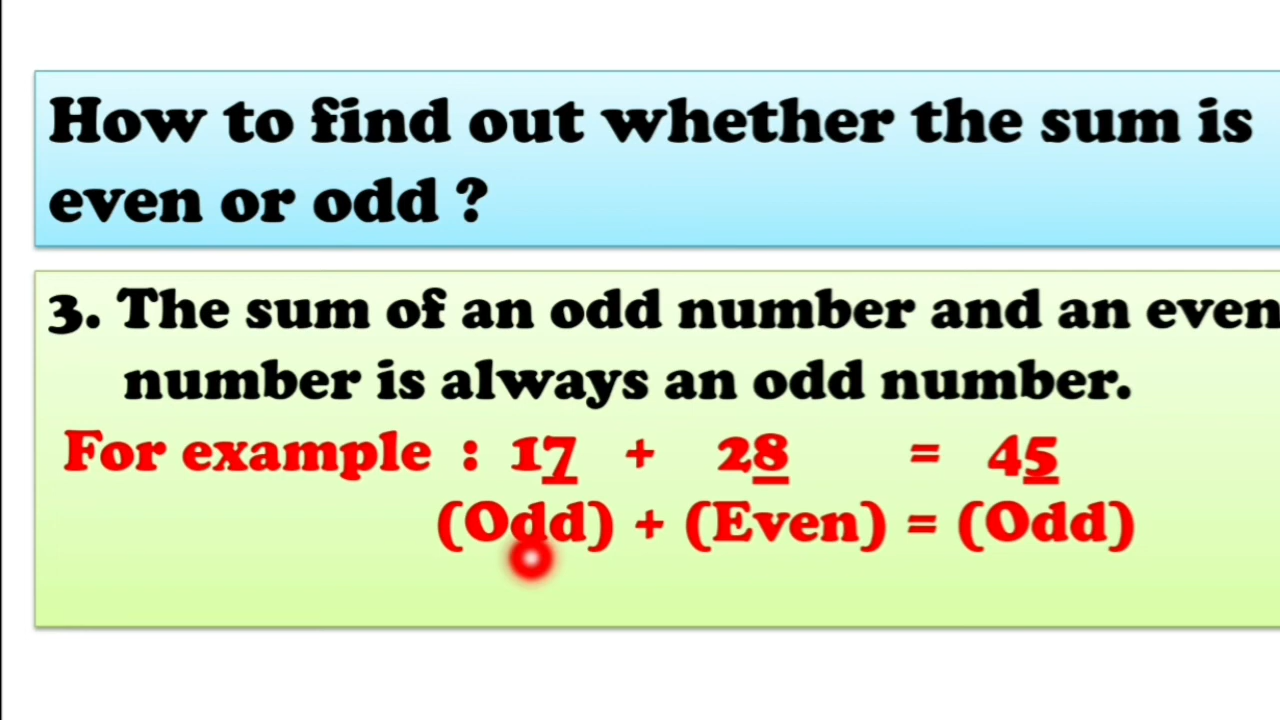 How to find out whether the sum is
even or odd ?
3. The sum of an odd number and an even
number is always an odd number.
For example : 17 + 28 = 45
(Odd) + (Even) = (Odd)